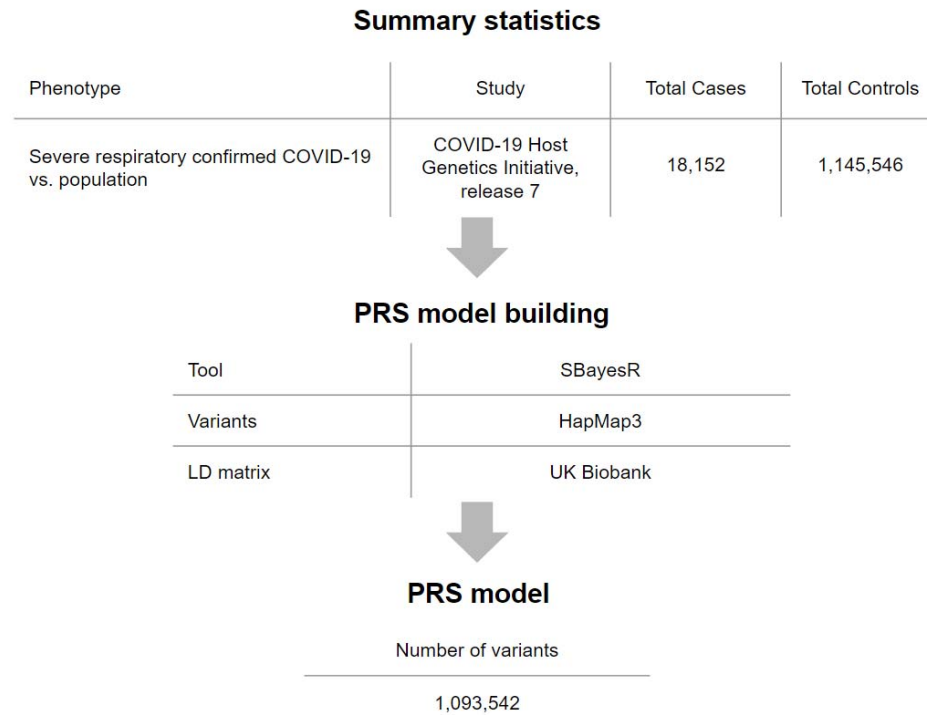 Summary statistics
Phenotype Study Total Cases Total Controls
Severe respiratory confirmed COVID-19
vs. population
COVID-19 Host
Genetics Initiative,
release 7
18,152 1,145,546
PRS model building
Tool SBayesR
Variants HapMap3
LD matrix UK Biobank
PRS model
Number of variants
1,093,542